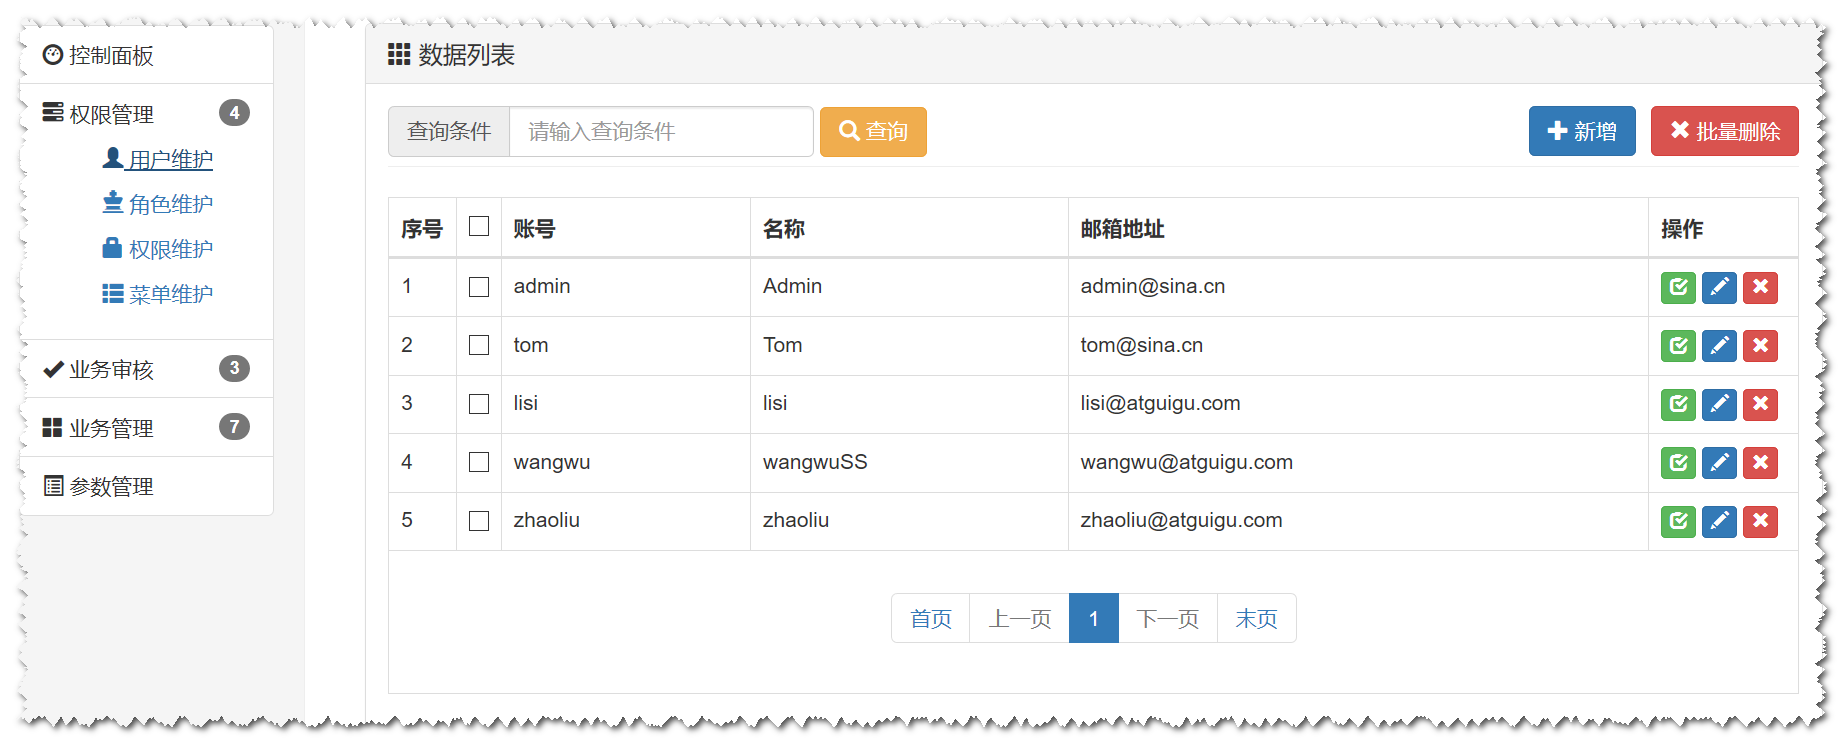 控制面板
权限管理 4
用户维护
角色维护
权限维护
菜单维护
业务审核 3
业务管理 7
参数管理
数据列表
查询条件 请输入查询条件 查询 新增 批量删除
序号 账号 名称 邮箱地址 操作
1 admin Admin admin@sina.cn
2 tom Tom tom@sina.cn
3 lisi lisi lisi@atguigu.com
4 wangwu wangwuSS wangwu@atguigu.com
5 zhaoliu zhaoliu zhaoliu@atguigu.com
首页 上一页 1 下一页 末页